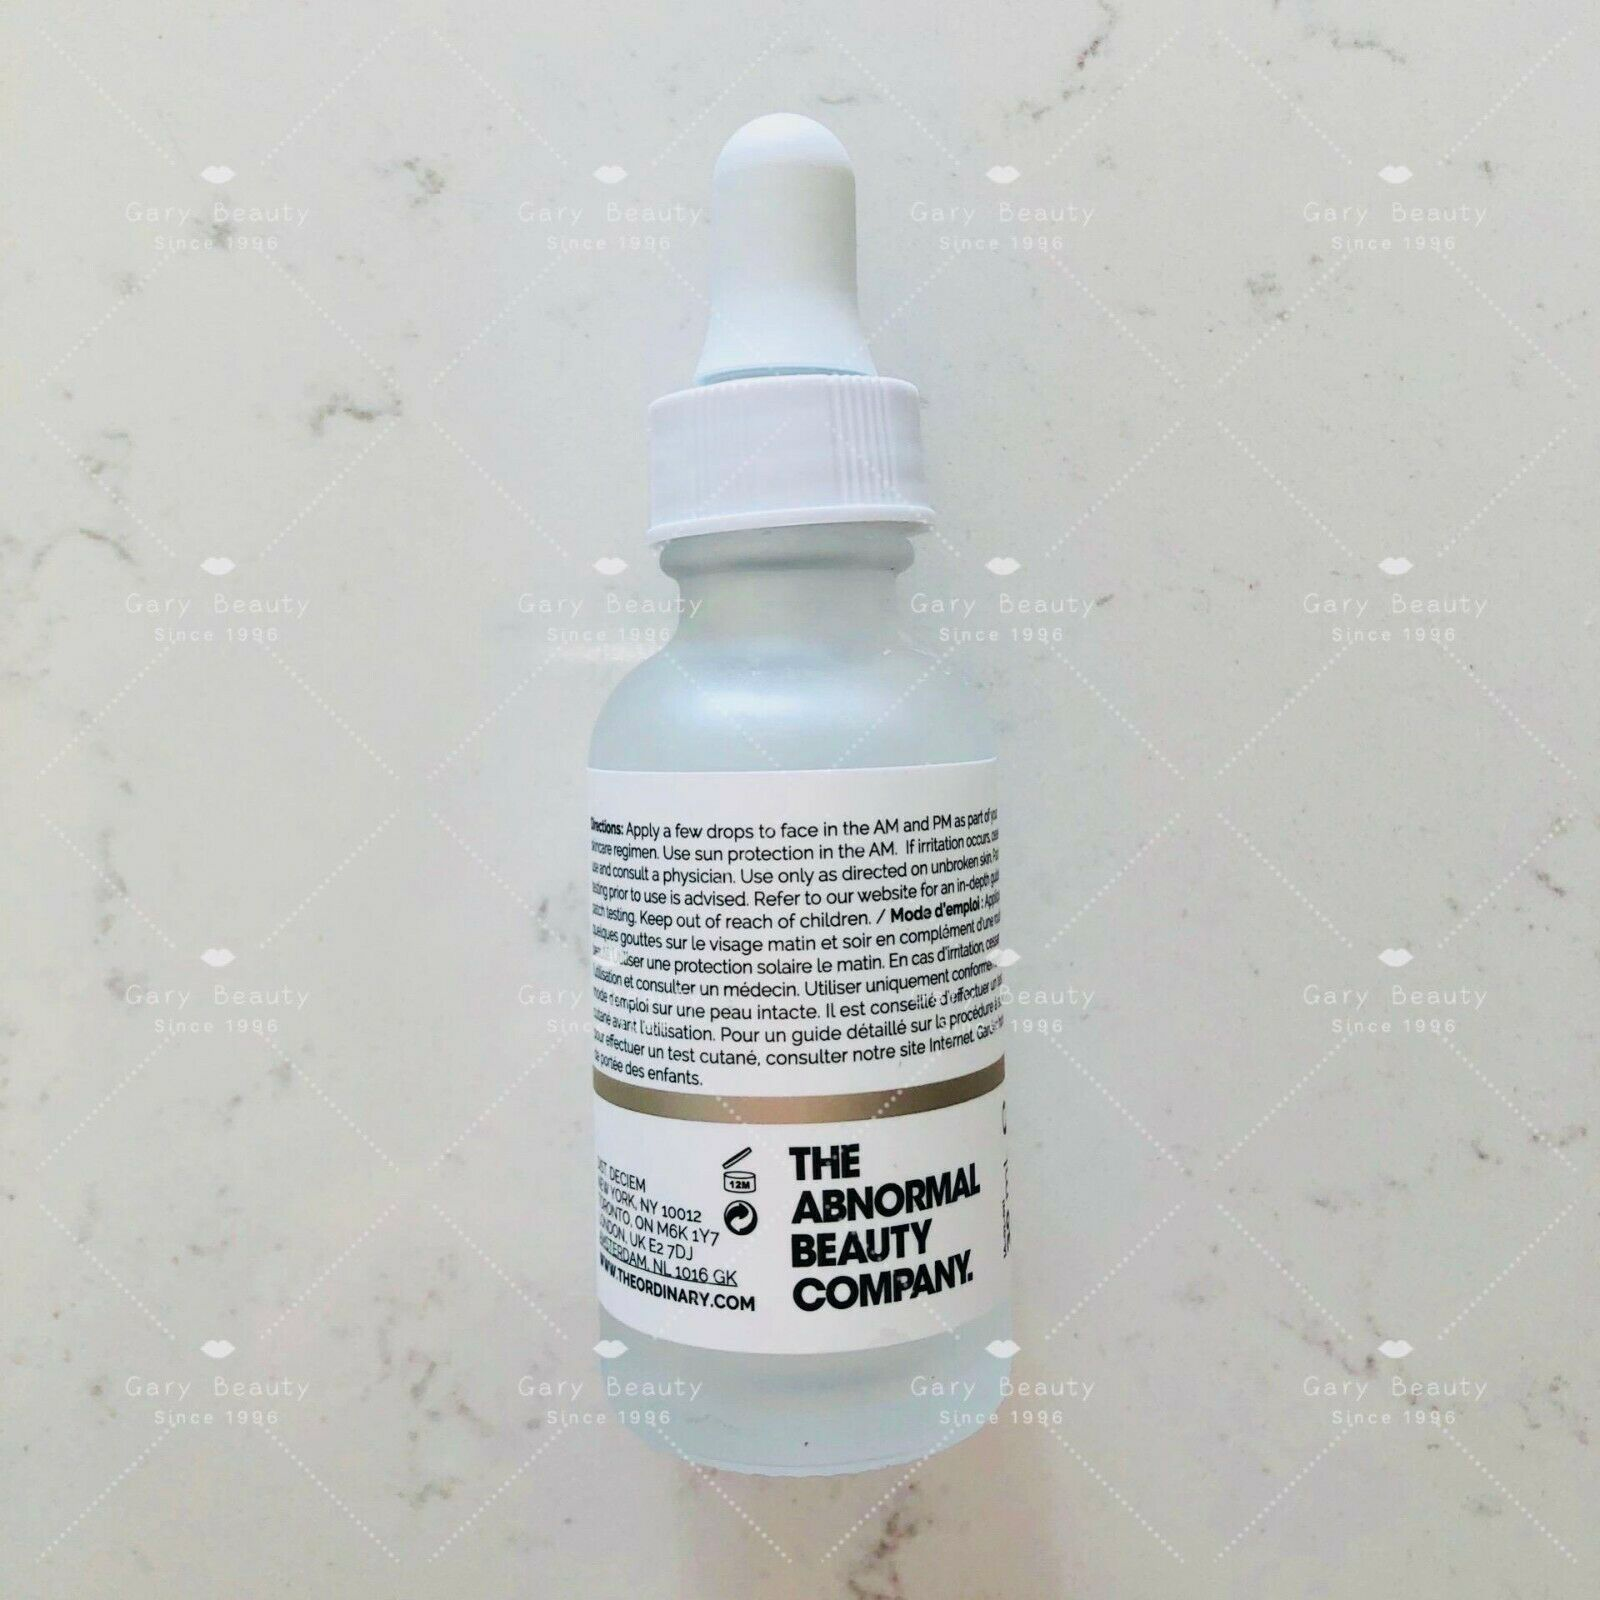 Gary Beauty
Since 1996
Directions: Apply a few drops to face in the AM and PM as part of
skincare regimen. Use sun protection in the AM. If irritation occurs,
use and consult a physician. Use only as directed on unbroken skin.
testing prior to use is advised. Refer to our website for an in-depth
patch testing. Keep out of reach of children. / Mode d'emploi :
quelques gouttes sur le visage matin et soir en complément d'une
une protection solaire le matin. En cas d'irritation,
l'utilisation et consulter un médecin. Utiliser uniquement
mode d'emploi sur une peau intacte. Il est conseillé d'effectuer un
cutané avant l'utilisation. Pour un guide détaillé sur la procédure
pour effectuer un test cutané, consulter notre site Internet.
portée des enfants.
DECIEM
NEW YORK, NY 10012
TORONTO, ON M6K 1Y7
LONDON, UK E2 7DJ
AMSTERDAM, NL 1016 GK
WWW.THEORDINARY.COM
12M
THE
ABNORMAL
BEAUTY
COMPANY.